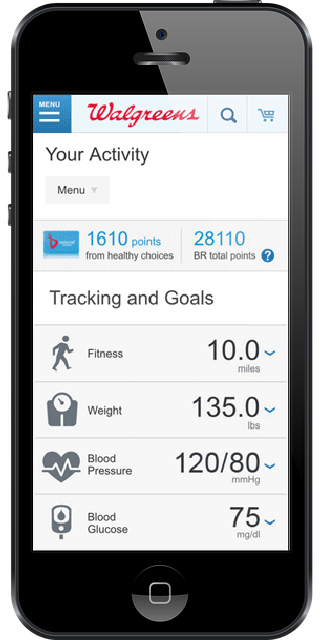 MENU
Walgreens
Your Activity
Menu
1610 points
from healthy choices
28110
BR total points ?
Tracking and Goals
Fitness
10.0
miles
Weight
135.0
lbs
Blood
Pressure
120/80
mmHg
Blood
Glucose
75
mg/dl